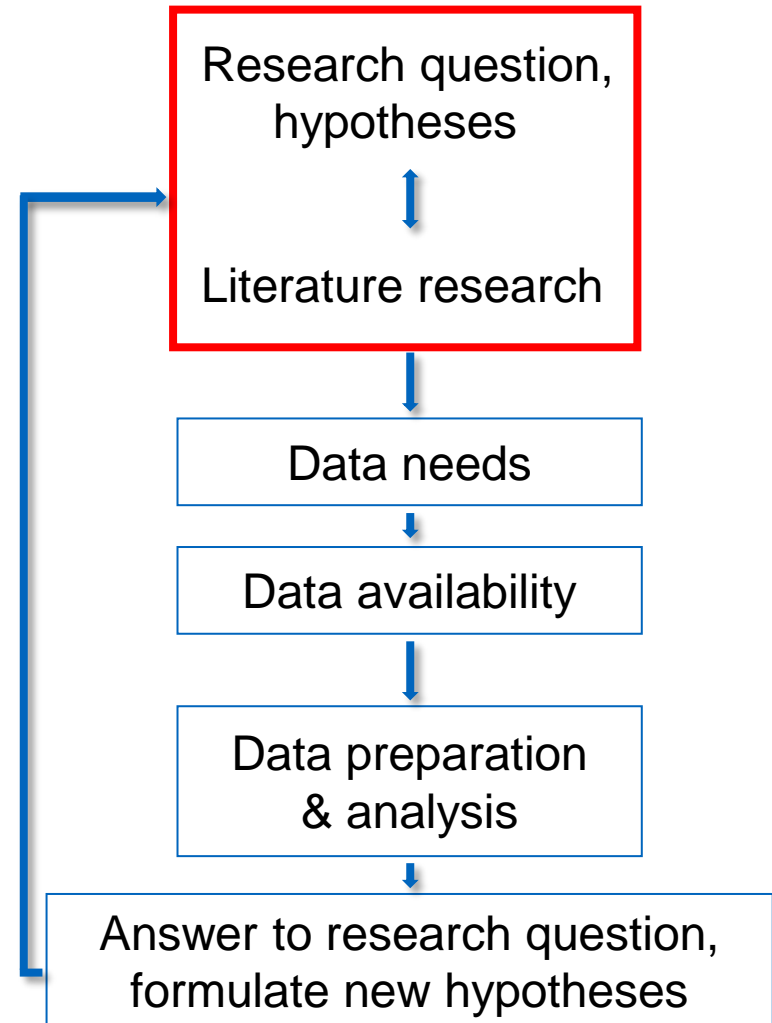 Research question,
hypotheses
Literature research
Data needs
Data availability
Data preparation
& analysis
Answer to research question,
formulate new hypotheses